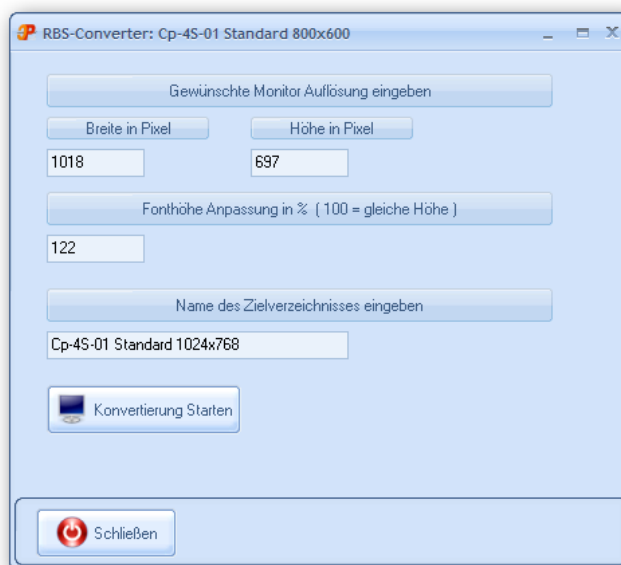 RBS-Converter: Cp-4S-01 Standard 800x600
Gewünschte Monitor Auflösung eingeben
Breite in Pixel Höhe in Pixel
1018 697
Fonthöhe Anpassung in % ( 100 = gleiche Höhe )
122
Name des Zielverzeichnisses eingeben
Cp-4S-01 Standard 1024x768
Konvertierung Starten
Schließen